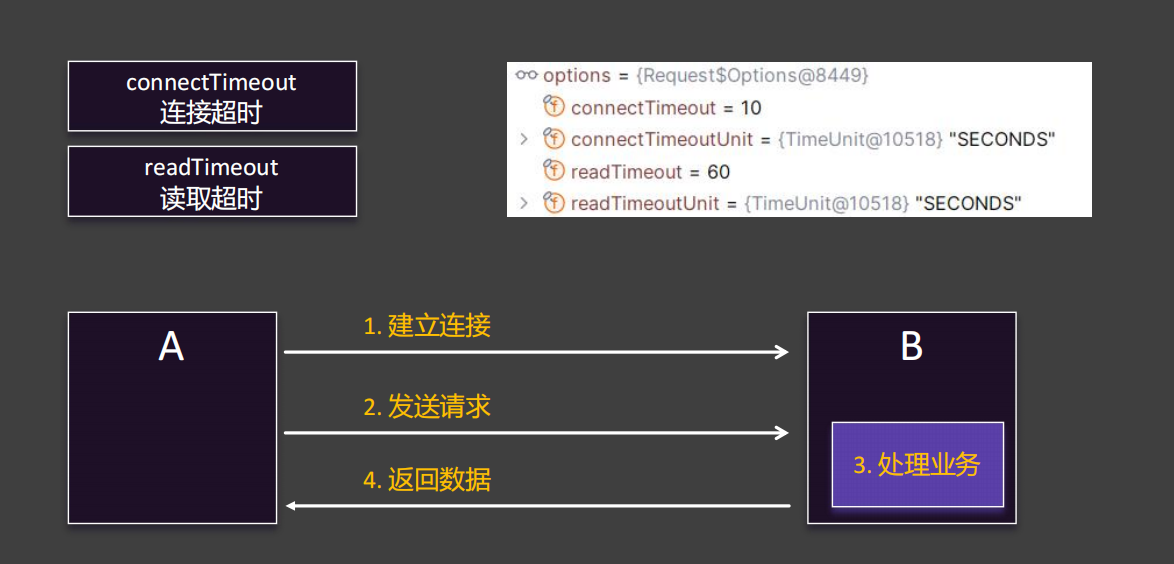 connectTimeout
连接超时
readTimeout
读取超时
options = {Request$Options@8449}
connectTimeout = 10
connectTimeoutUnit = {TimeUnit@10518} "SECONDS"
readTimeout = 60
readTimeoutUnit = {TimeUnit@10518} "SECONDS"
A
1. 建立连接
B
2. 发送请求
3. 处理业务
4. 返回数据